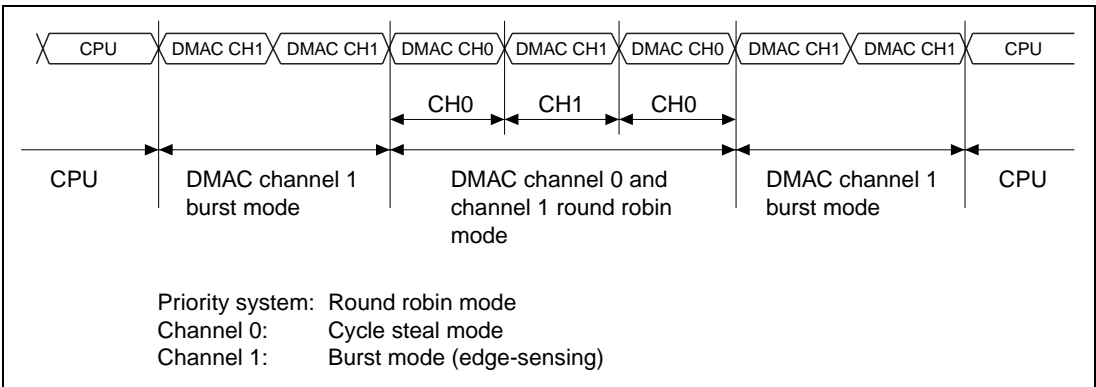 CPU DMAC CH1 DMAC CH1 DMAC CH0 DMAC CH1 DMAC CH0 DMAC CH1 DMAC CH1 CPU
CH0 CH1 CH0
CPU
DMAC channel 1
burst mode
DMAC channel 0 and
channel 1 round robin
mode
DMAC channel 1
burst mode
CPU
Priority system: Round robin mode
Channel 0: Cycle steal mode
Channel 1: Burst mode (edge-sensing)